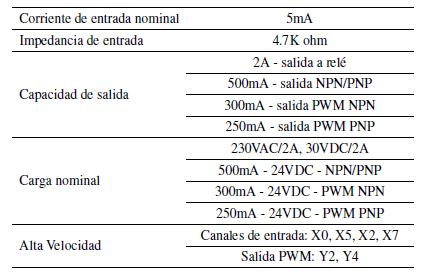 Corriente de entrada nominal 5mA
Impedancia de entrada 4.7K ohm
Capacidad de salida
2A - salida a relé
500mA - salida NPN/PNP
300mA - salida PWM NPN
250mA - salida PWM PNP
Carga nominal
230VAC/2A, 30VDC/2A
500mA - 24VDC - NPN/PNP
300mA - 24VDC - PWM NPN
250mA - 24VDC - PWM PNP
Alta Velocidad
Canales de entrada: X0, X5, X2, X7
Salida PWM: Y2, Y4